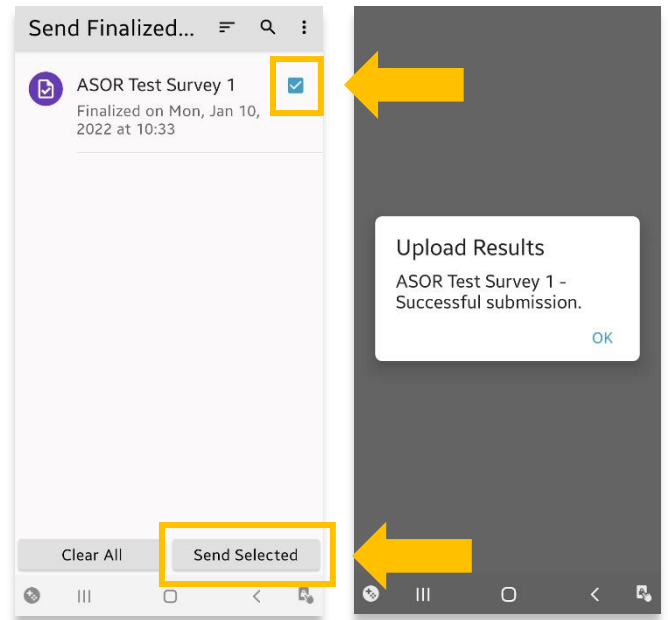 Send Finalized...
ASOR Test Survey 1
Finalized on Mon, Jan 10,
2022 at 10:33
Clear All
Send Selected
Upload Results
ASOR Test Survey 1 -
Successful submission.
OK